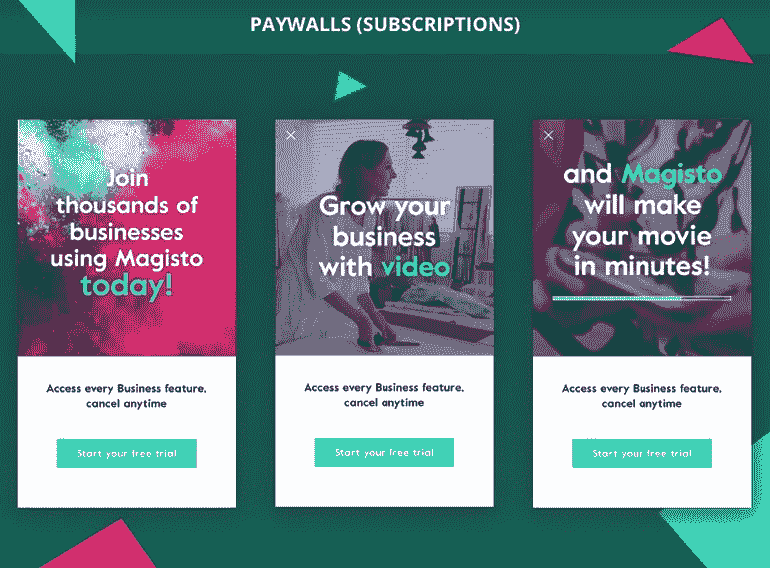 PAYWALLS (SUBSCRIPTIONS)
Join
thousands of
businesses
using Magisto
today!
Access every Business feature,
cancel anytime
Start your free trial
Grow your
business
with video
Access every Business feature,
cancel anytime
Start your free trial
and Magisto
will make
your movie
in minutes!
Access every Business feature,
cancel anytime
Start your free trial